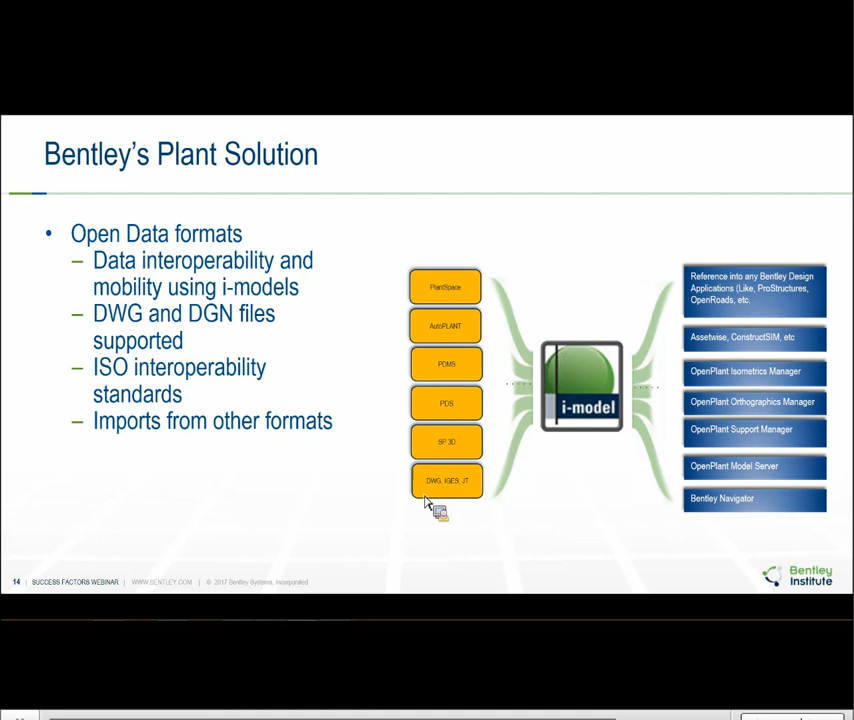 Bentley's Plant Solution
• Open Data formats
– Data interoperability and
mobility using i-models
– DWG and DGN files
supported
– ISO interoperability
standards
– Imports from other formats
PlantSpace
AutoPLANT
PDMS
PDS
SP 3D
DWG, IGES, JT
i-model
Reference into any Bentley Design
Applications (Like, ProStructures,
OpenRoads, etc.
Assetwise, ConstructSIM, etc
OpenPlant Isometrics Manager
OpenPlant Orthographics Manager
OpenPlant Support Manager
OpenPlant Model Server
Bentley Navigator
14 | SUCCESS FACTORS WEBINAR | WWW.BENTLEY.COM | © 2017 Bentley Systems, Incorporated
Bentley
Institute